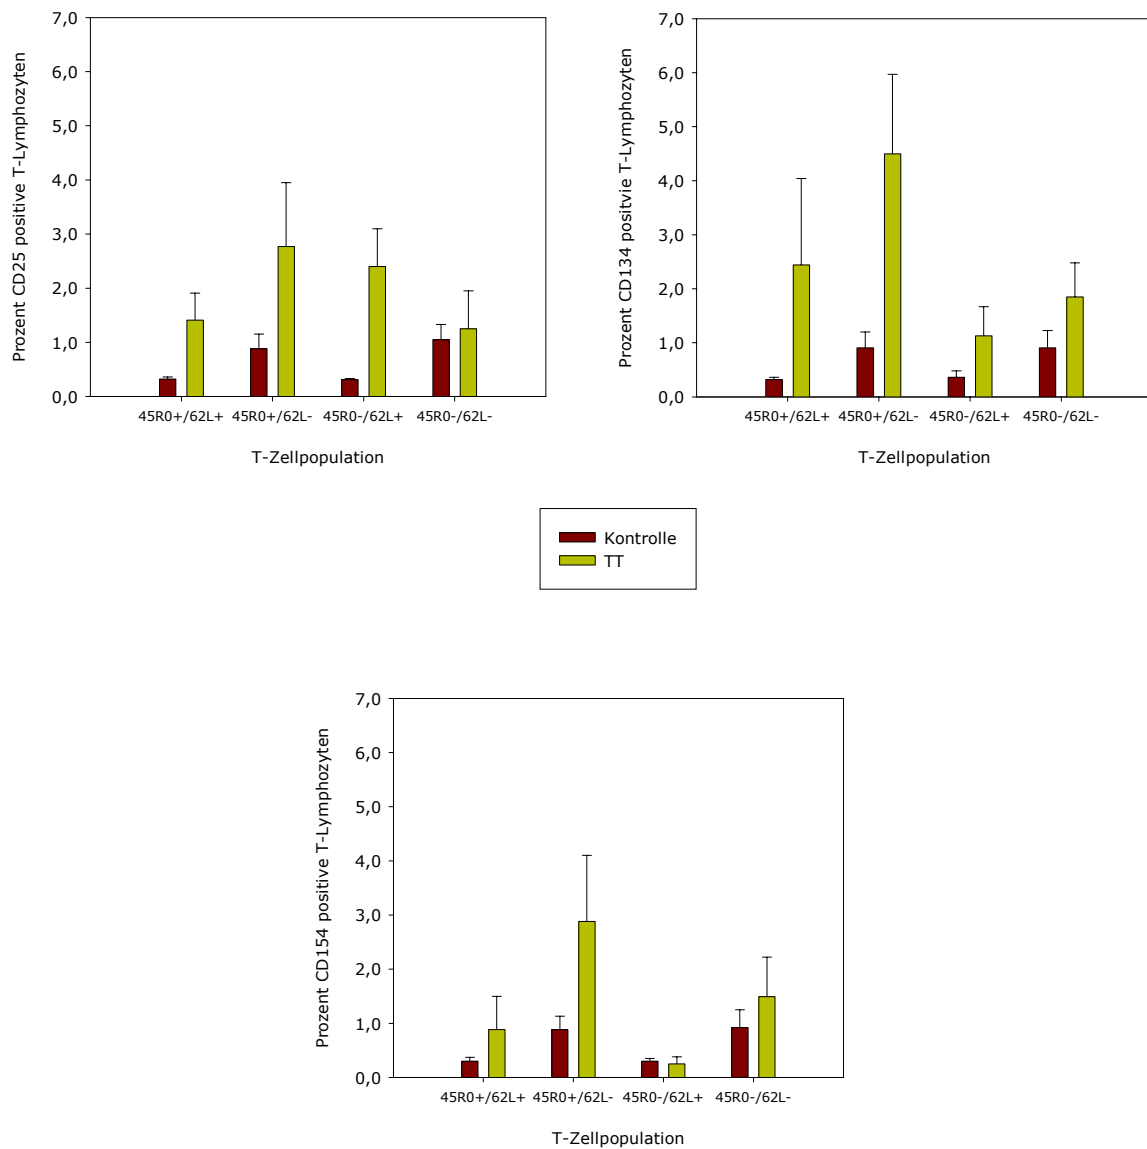 Prozent CD25 positive T-Lymphozyten
7,0
6,0
5,0
4,0
3,0
2,0
1,0
0,0
45R0+/62L+ 45R0+/62L- 45R0-/62L+ 45R0-/62L-
T-Zellpopulation
Prozent CD134 positvie T-Lymphozyten
7,0
6,0
5,0
4,0
3,0
2,0
1,0
0,0
45R0+/62L+ 45R0+/62L- 45R0-/62L+ 45R0-/62L-
T-Zellpopulation
Kontrolle
TT
Prozent CD154 positive T-Lymphozyten
7,0
6,0
5,0
4,0
3,0
2,0
1,0
0,0
45R0+/62L+ 45R0+/62L- 45R0-/62L+ 45R0-/62L-
T-Zellpopulation